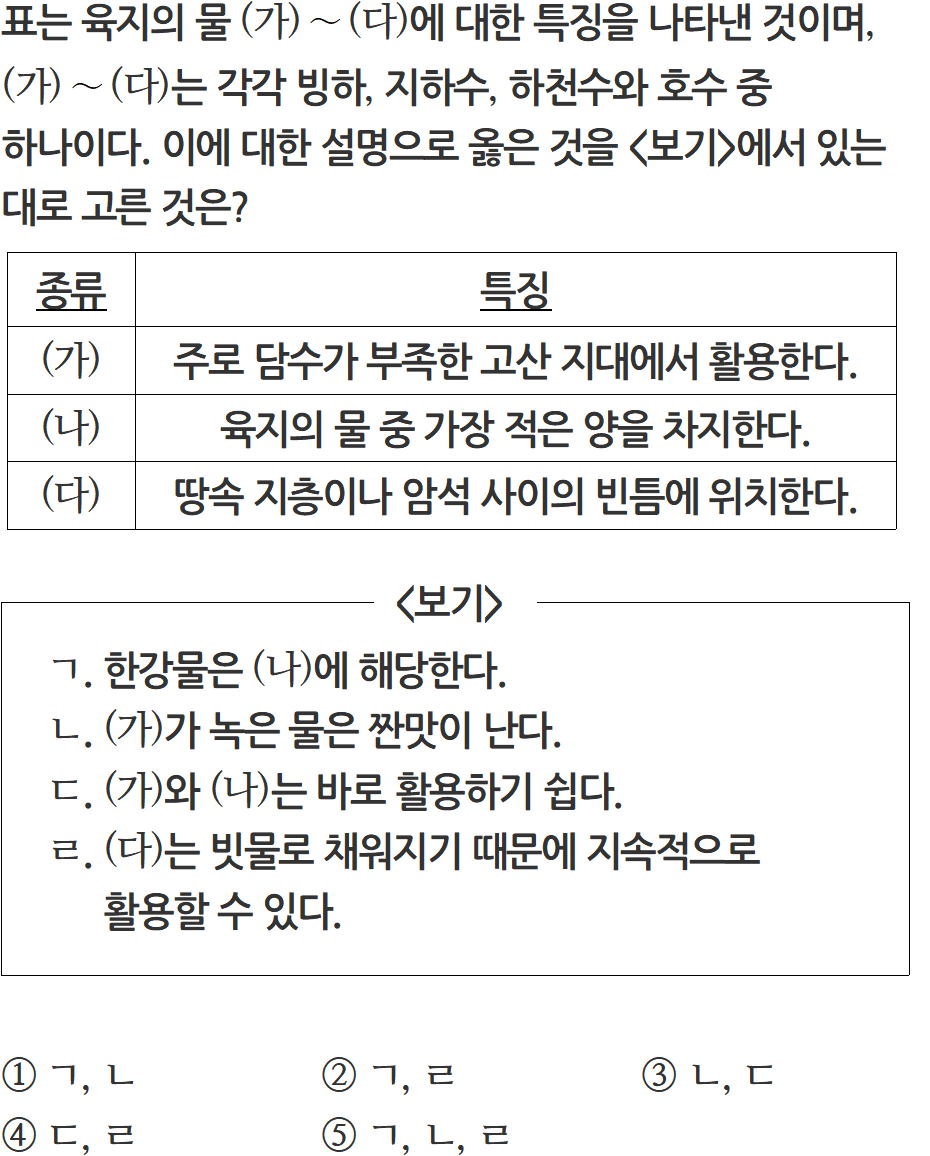 표는 육지의 물 (가) ~ (다)에 대한 특징을 나타낸 것이며,
(가) ~ (다)는 각각 빙하, 지하수, 하천수와 호수 중
하나이다. 이에 대한 설명으로 옳은 것을 <보기>에서 있는
대로 고른 것은?
종류 특징
(가) 주로 담수가 부족한 고산 지대에서 활용한다.
(나) 육지의 물 중 가장 적은 양을 차지한다.
(다) 땅속 지층이나 암석 사이의 빈틈에 위치한다.
<보기>
ㄱ. 한강물은 (나)에 해당한다.
ㄴ. (가)가 녹은 물은 짠맛이 난다.
ㄷ. (가)와 (나)는 바로 활용하기 쉽다.
ㄹ. (다)는 빗물로 채워지기 때문에 지속적으로
활용할 수 있다.
① ㄱ, ㄴ ② ㄱ, ㄹ ③ ㄴ, ㄷ
④ ㄷ, ㄹ ⑤ ㄱ, ㄴ, ㄹ